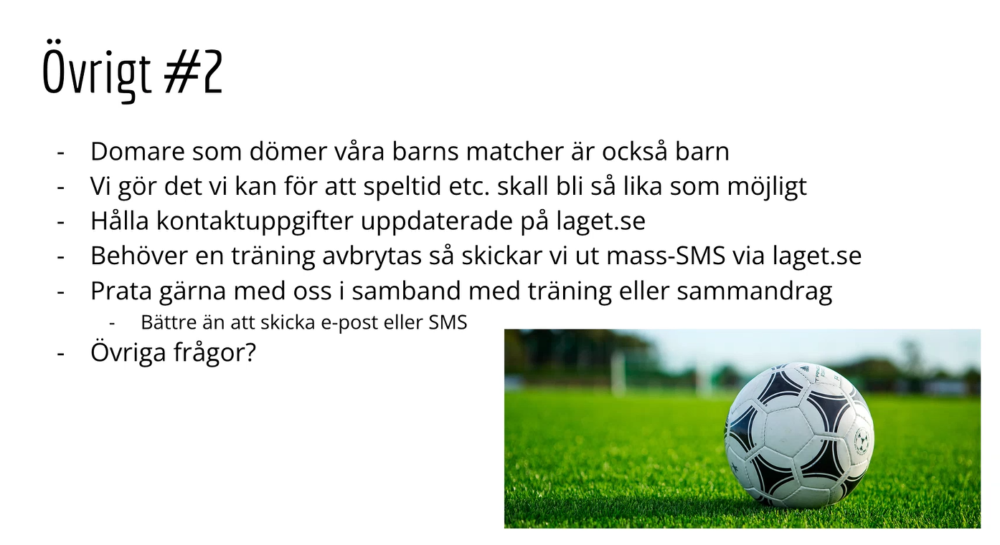 Övrigt #2
- Domare som dömer våra barns matcher är också barn
- Vi gör det vi kan för att speltid etc. skall bli så lika som möjligt
- Hålla kontaktuppgifter uppdaterade på laget.se
- Behöver en träning avbrytas så skickar vi ut mass-SMS via laget.se
- Prata gärna med oss i samband med träning eller sammandrag
- Bättre än att skicka e-post eller SMS
- Övriga frågor?